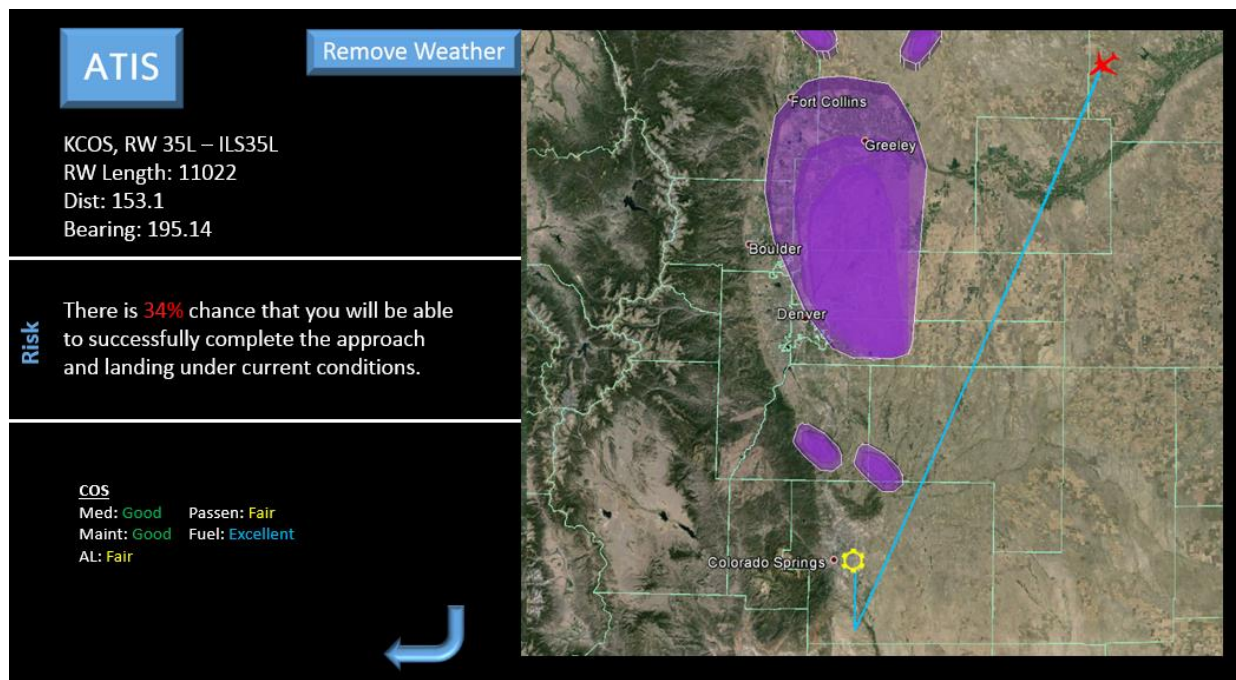 ATIS
Remove Weather
KCOS, RW 35L – ILS35L
RW Length: 11022
Dist: 153.1
Bearing: 195.14
Risk
There is 34% chance that you will be able
to successfully complete the approach
and landing under current conditions.
COS
Med: Good Passen: Fair
Maint: Good Fuel: Excellent
AL: Fair
Fort Collins
Greeley
Boulder
Denver
Colorado Springs